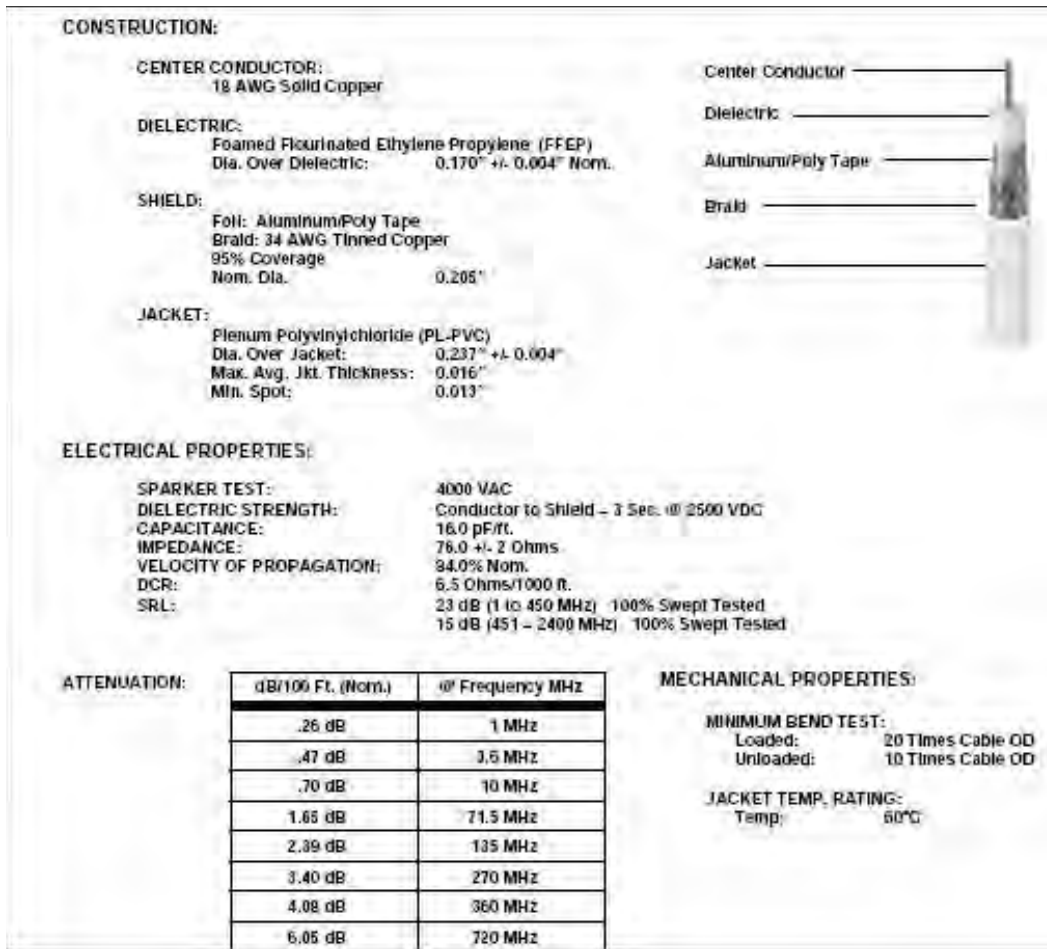 CONSTRUCTION:
CENTER CONDUCTOR:
18 AWG Solid Copper
DIELECTRIC:
Foamed Flourinated Ethylene Propylene (FFEP)
Dia. Over Dielectric: 0.170" +/- 0.004" Nom.
SHIELD:
Foil: Aluminum/Poly Tape
Braid: 34 AWG Tinned Copper
95% Coverage
Nom. Dia. 0.205"
JACKET:
Plenum Polyvinylchloride (PL-PVC)
Dia. Over Jacket: 0.237" +/- 0.004"
Max. Avg. Jkt. Thickness: 0.016"
Min. Spot: 0.013"
Center Conductor
Dielectric
Aluminum/Poly Tape
Braid
Jacket
ELECTRICAL PROPERTIES:
SPARKER TEST: 4000 VAC
DIELECTRIC STRENGTH: Conductor to Shield – 3 Sec. @ 2500 VDC
CAPACITANCE: 16.0 pF/ft.
IMPEDANCE: 76.0 +/- 2 Ohms
VELOCITY OF PROPAGATION: 84.0% Nom.
DCR: 6.5 Ohms/1000 ft.
SRL: 23 dB (1 to 450 MHz) 100% Swept Tested
15 dB (451 – 2400 MHz) 100% Swept Tested
ATTENUATION:
dB/100 Ft. (Nom.) @ Frequency MHz
.26 dB 1 MHz
.47 dB 3.6 MHz
.70 dB 10 MHz
1.65 dB 71.5 MHz
2.39 dB 135 MHz
3.40 dB 270 MHz
4.08 dB 360 MHz
6.05 dB 720 MHz
MECHANICAL PROPERTIES:
MINIMUM BEND TEST:
Loaded: 20 Times Cable OD
Unloaded: 10 Times Cable OD
JACKET TEMP. RATING:
Temp: 60°C